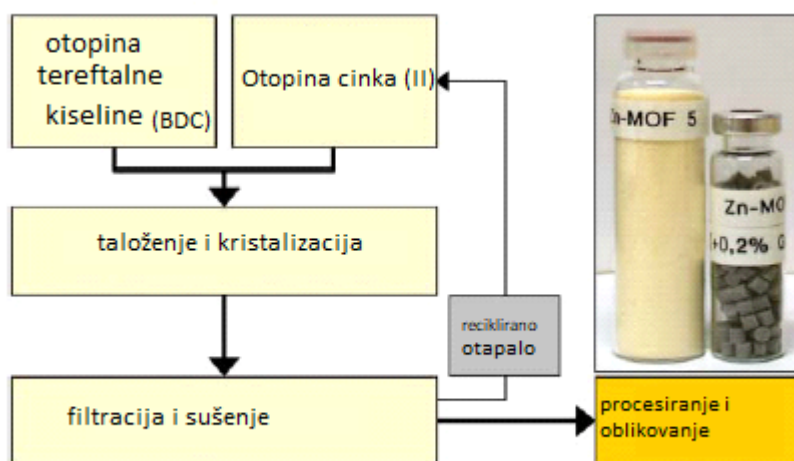 otopina
tereftalne
kiseline (BDC)
Otopina cinka (II)
taloženje i kristalizacija
reciklirano
otapalo
filtracija i sušenje
procesiranje i
oblikovanje
Zn-MOF 5
Zn-MO
+0,2%